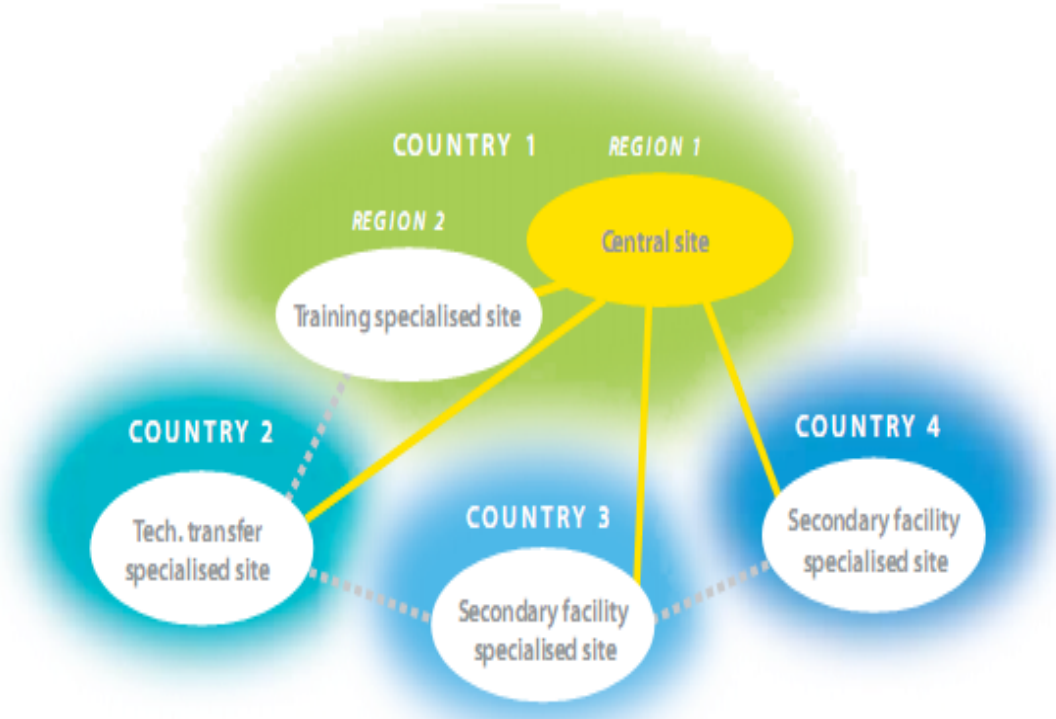 COUNTRY 1
REGION 1
REGION 2
Central site
Training specialised site
COUNTRY 2
COUNTRY 4
Tech. transfer
specialised site
COUNTRY 3
Secondary facility
specialised site
Secondary facility
specialised site